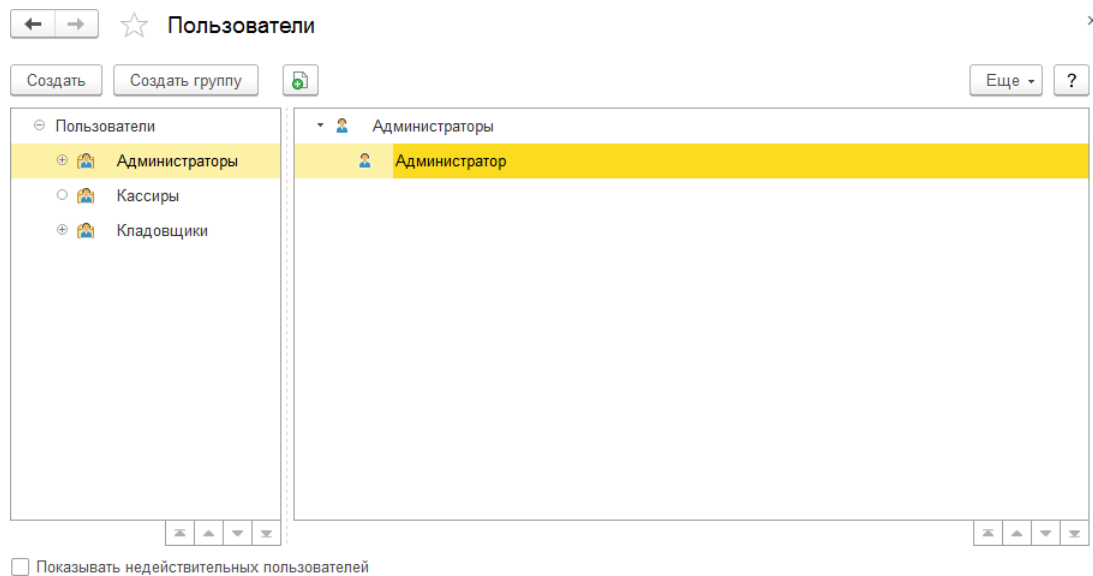 Пользователи
Создать Создать группу Еще ?
Пользователи
Администраторы
Кассиры
Кладовщики
Администраторы
Администратор
Показывать недействительных пользователей